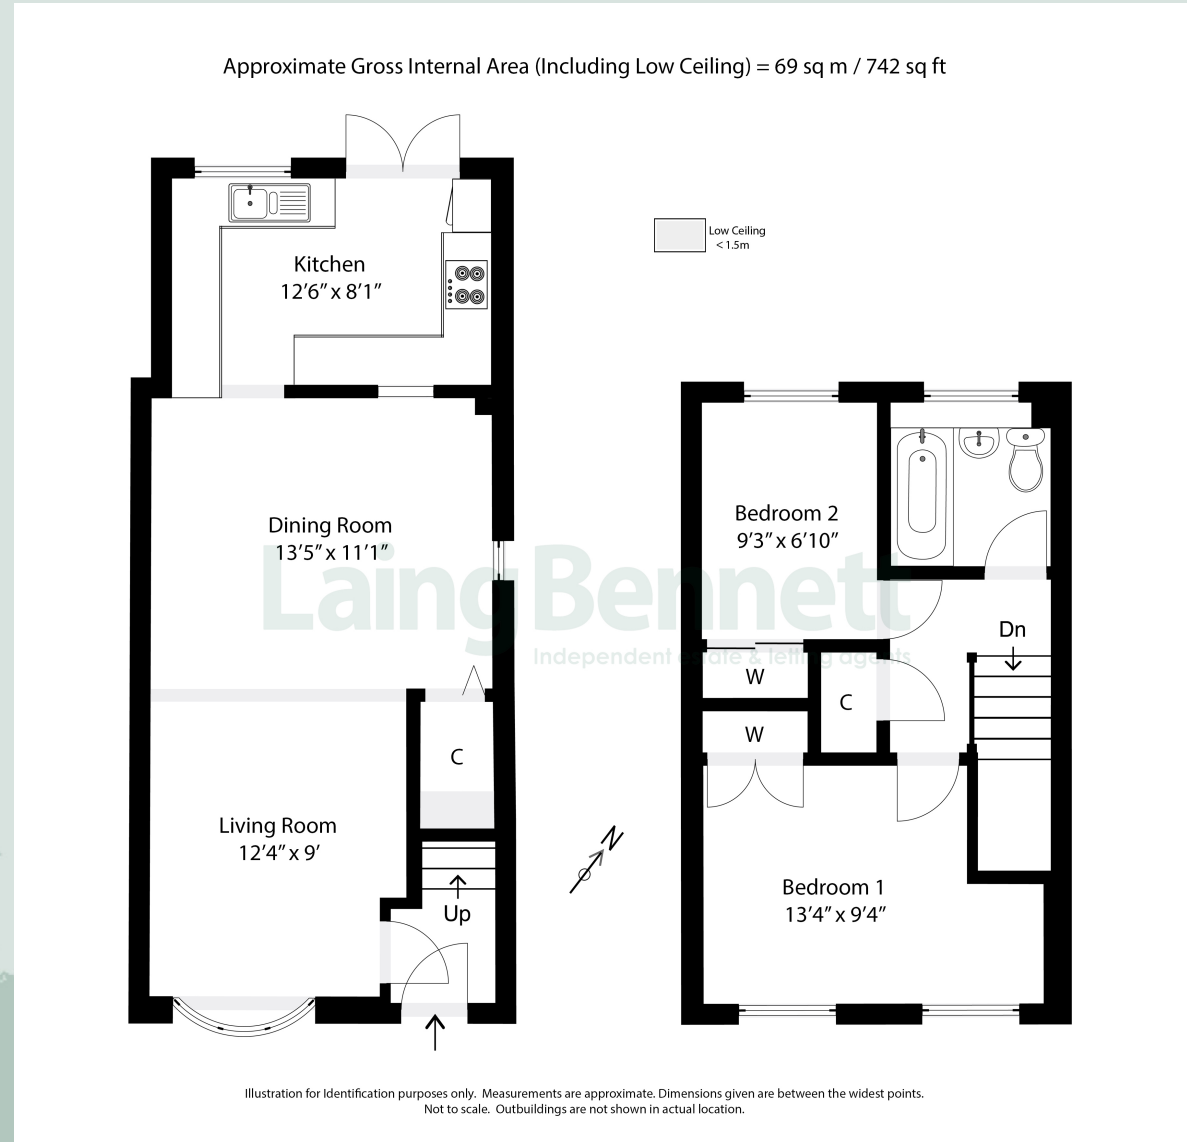 Approximate Gross Internal Area (Including Low Ceiling) = 69 sq m / 742 sq ft
Low Ceiling
< 1.5m
Kitchen
12’6” x 8’1”
Dining Room
13’5” x 11’1”
Bedroom 2
9’3” x 6’10”
Laing Bennett
Independent estate & letting agents
Dn
W
C
W
C
Living Room
12’4” x 9’
N
Bedroom 1
13’4” x 9’4”
Up
Illustration for Identification purposes only. Measurements are approximate. Dimensions given are between the widest points.
Not to scale. Outbuildings are not shown in actual location.